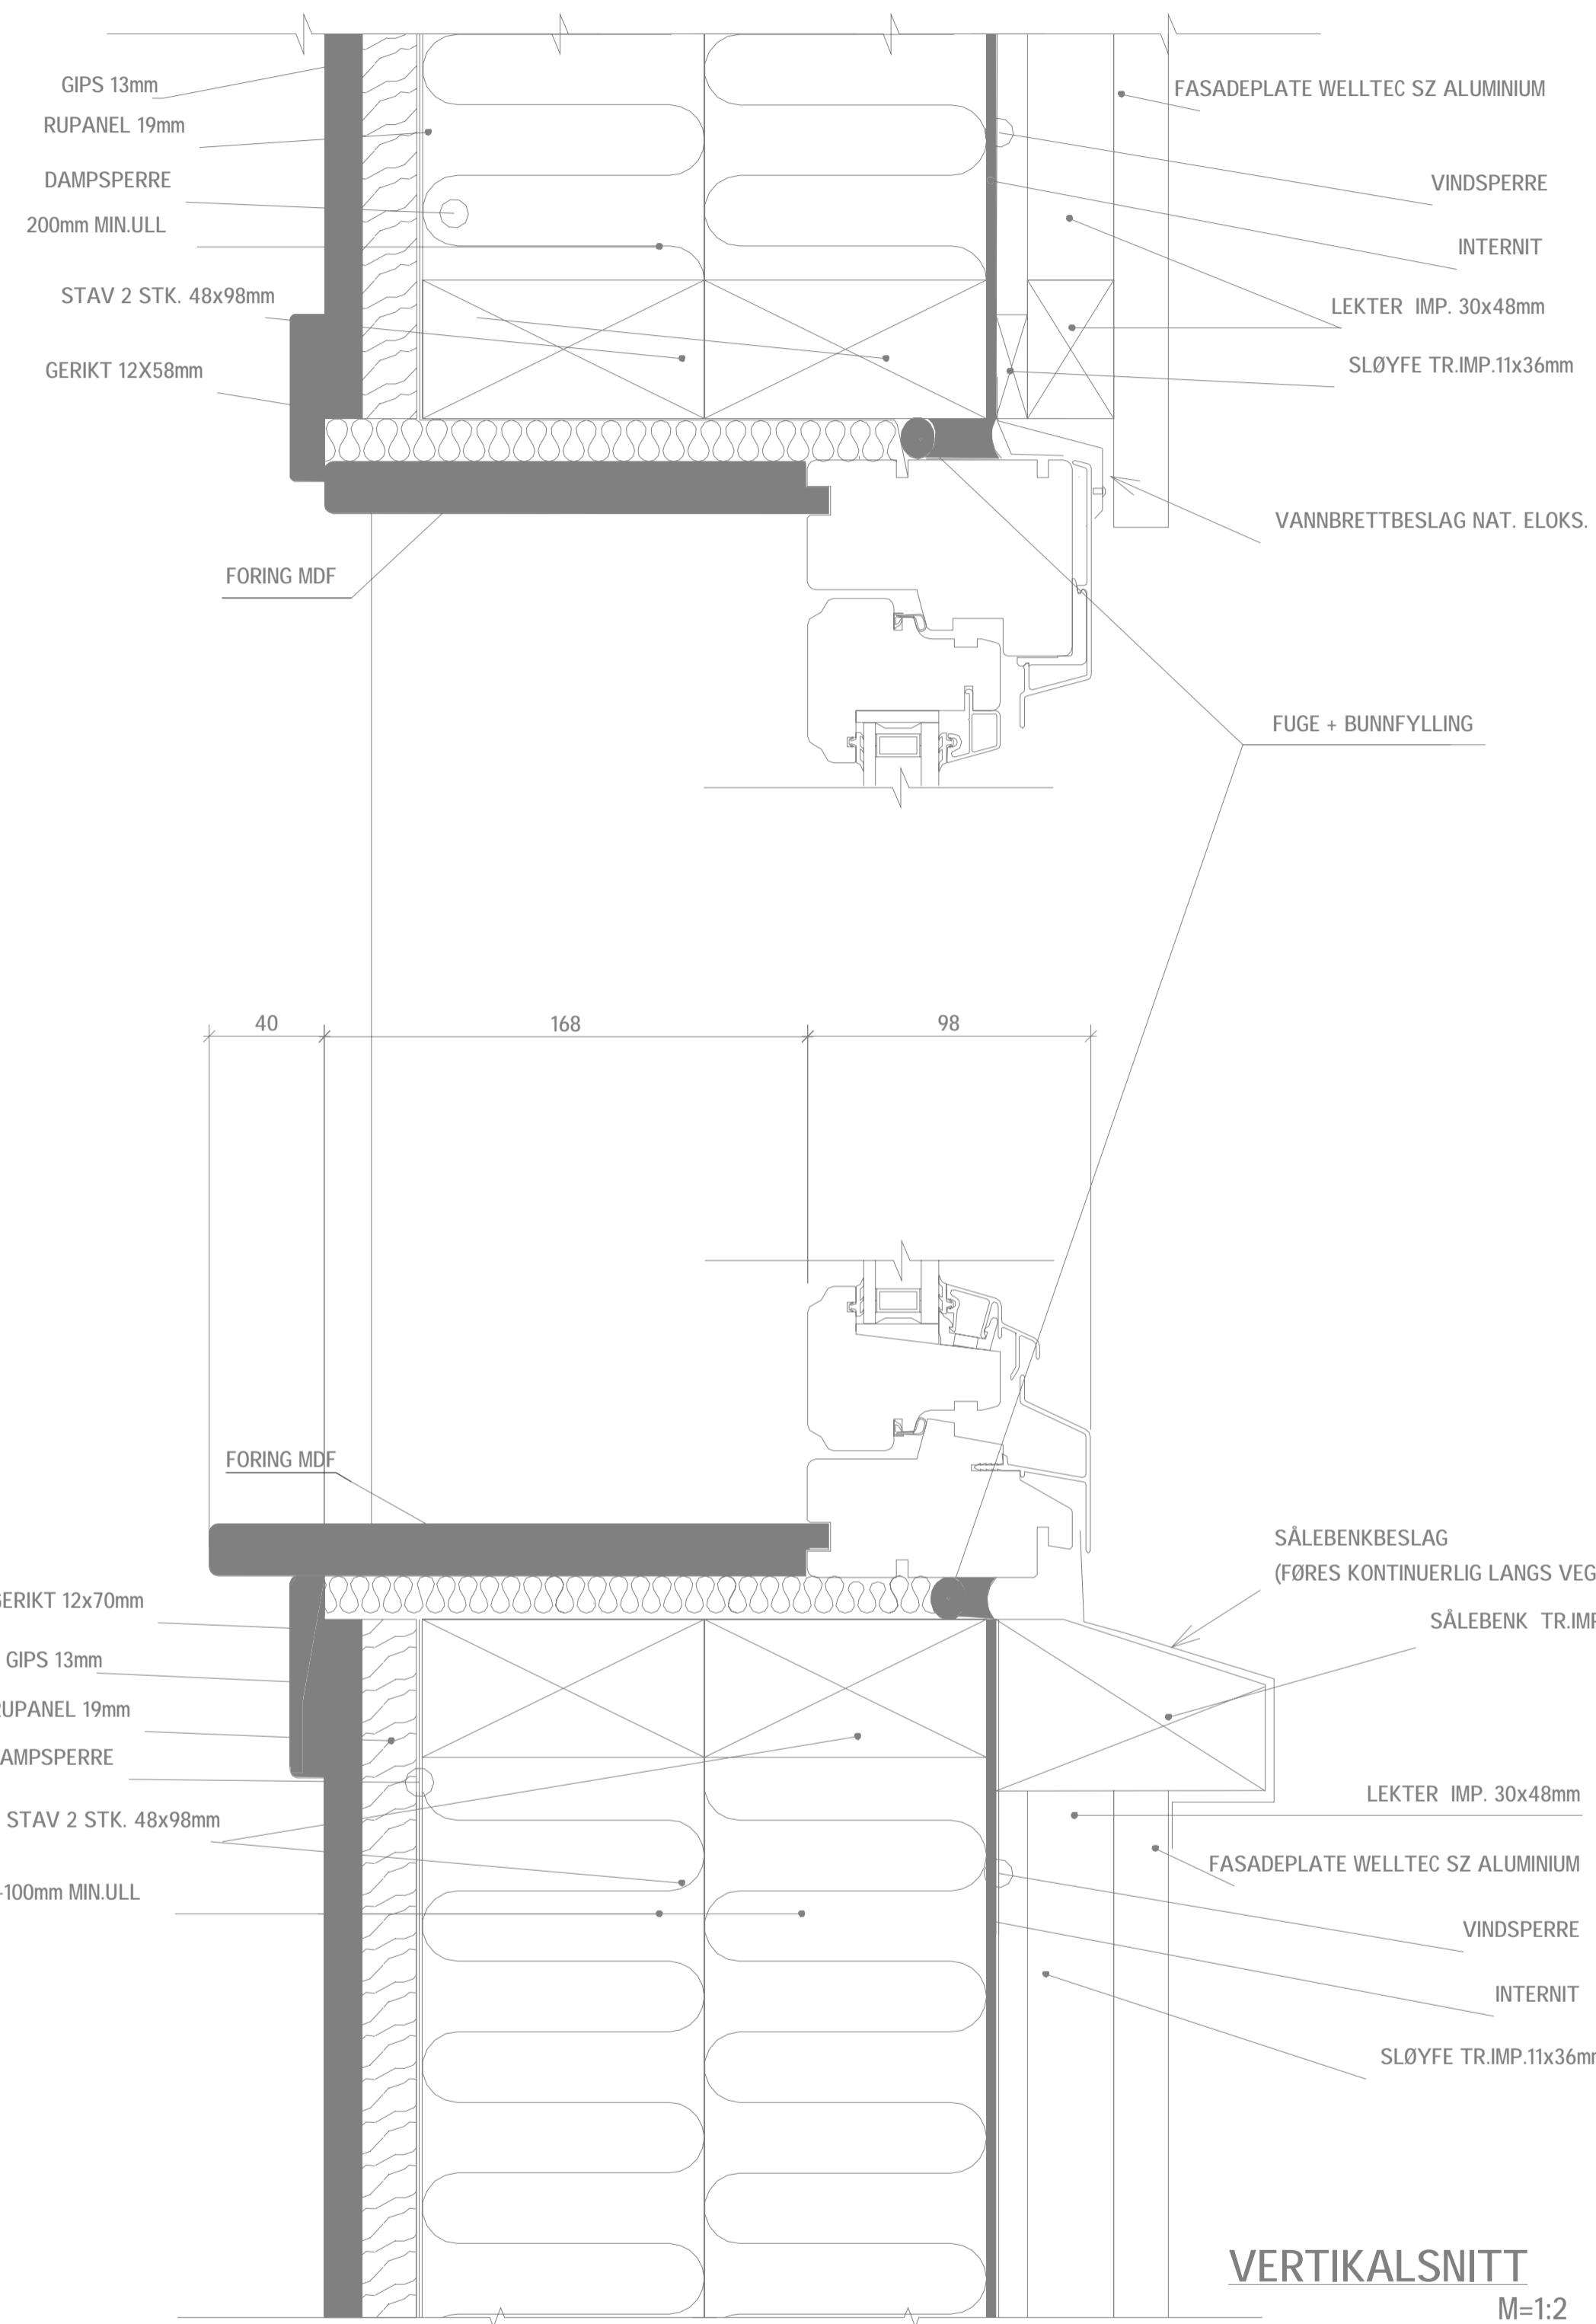 GIPS 13mm
RUPANEL 19mm
DAMPSPERRE
200mm MIN.ULL
STAV 2 STK. 48x98mm
GERIKT 12X58mm
FORING MDF
FASADEPLATE WELLTEC SZ ALUMINIUM
VINDSPERRE
INTERNIT
LEKTER IMP. 30x48mm
SLØYFE TR.IMP.11x36mm
VANNBRETTBESLAG NAT. ELOKS.
FUGE + BUNNFYLLING
40
168
98
FORING MDF
GERIKT 12x70mm
GIPS 13mm
RUPANEL 19mm
AMPSPERRE
STAV 2 STK. 48x98mm
100mm MIN.ULL
SÅLEBENKBESLAG
(FØRES KONTINUERLIG LANGS VEG
SÅLEBENK TR.IMP
LEKTER IMP. 30x48mm
FASADEPLATE WELLTEC SZ ALUMINIUM
VINDSPERRE
INTERNIT
SLØYFE TR.IMP.11x36mm
VERTIKALSNITT
M=1:2